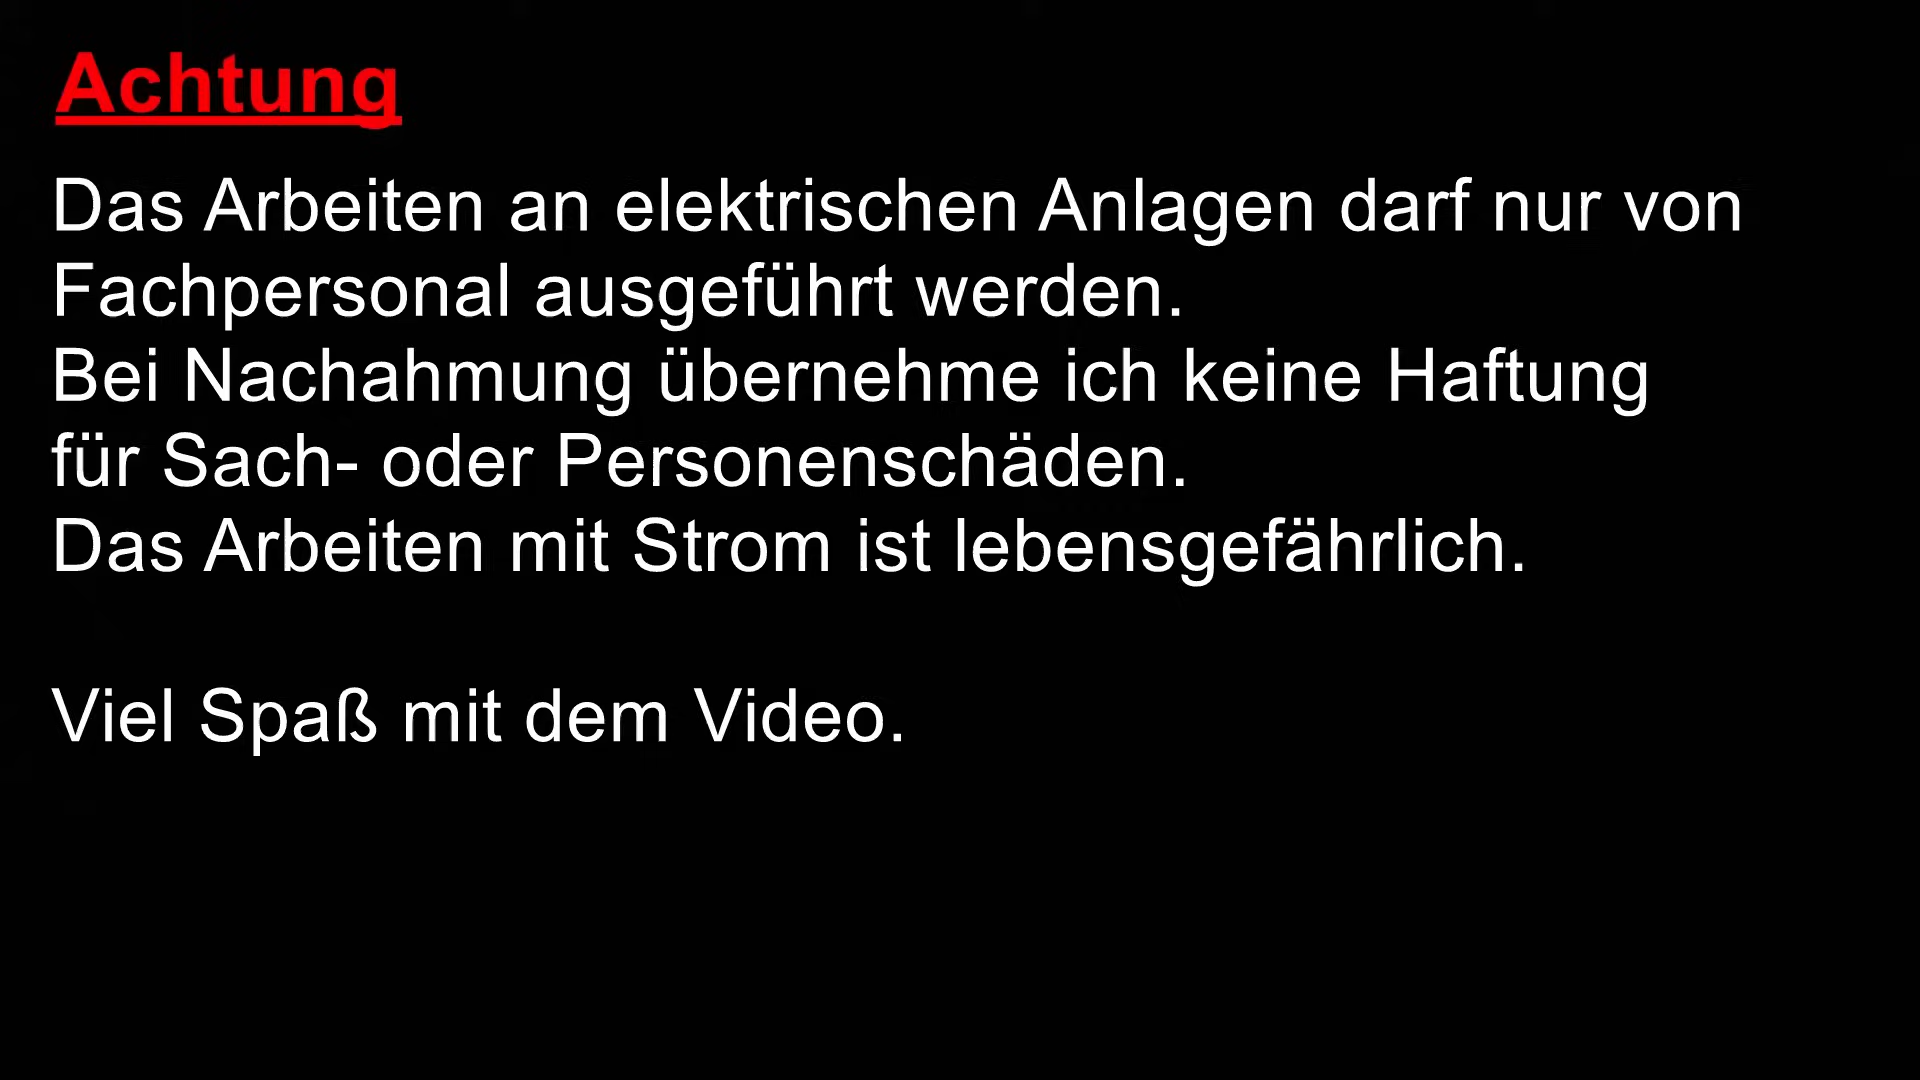 Achtung
Das Arbeiten an elektrischen Anlagen darf nur von
Fachpersonal ausgeführt werden.
Bei Nachahmung übernehme ich keine Haftung
für Sach- oder Personenschäden.
Das Arbeiten mit Strom ist lebensgefährlich.
Viel Spaß mit dem Video.